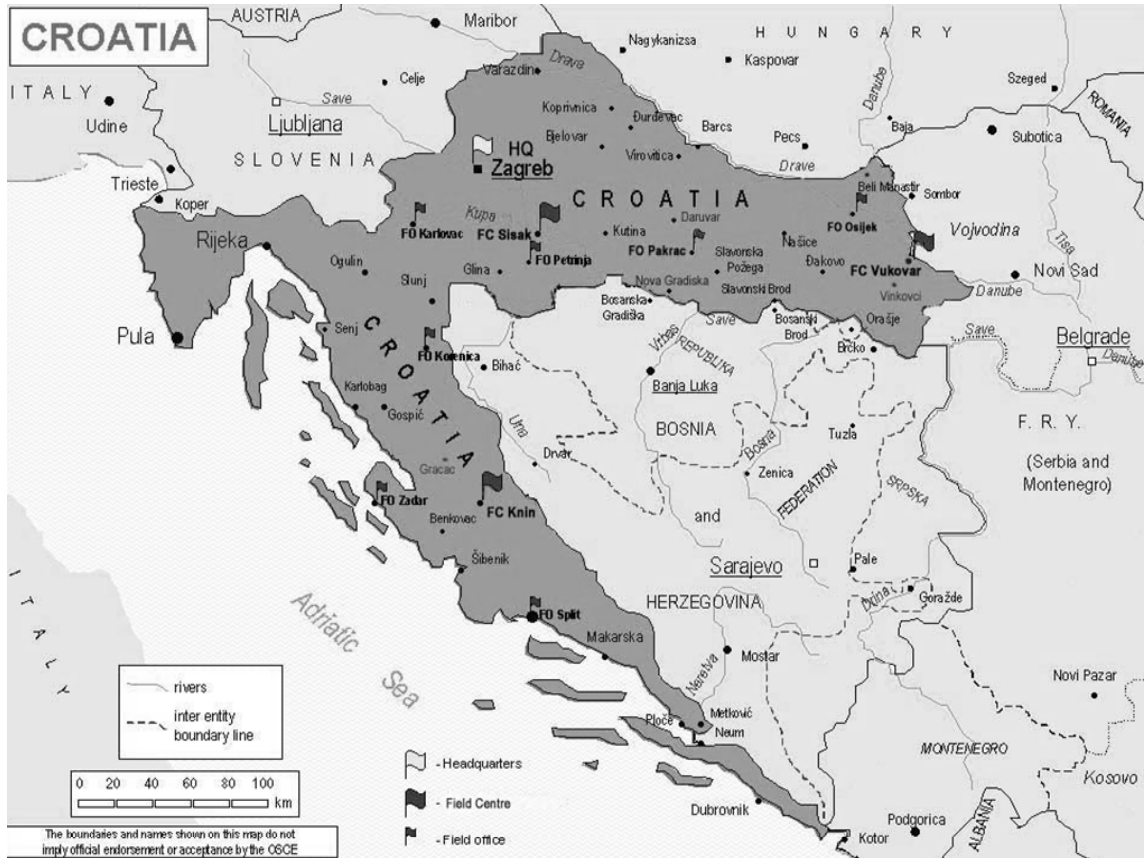 CROATIA
AUSTRIA
Maribor
HUNGARY
Nagykanizsa
Kaspovar
ITALY
Udine
Celje
Save
Ljubljana
SLOVENIA
Varazdin
Drava
Koprivnica
Đurđevac
Bjelovar
Barcs
Virovitica
Pecs
Drave
Danube
Baja
Szeged
ROMANIA
Subotica
Trieste
Koper
HQ
Zagreb
CROATIA
Beli Manastir
Sombor
Vojvodina
Tisa
Rijeka
FO Karlovac
Kupa
FC Sisak
FO Petrinja
Kutina
Daruvar
FO Pakrac
Našice
FO Osijek
Slavonska
Požega
Đakovo
FC Vukovar
Vinkovci
Novi Sad
Danube
Ogulin
Slunj
Glina
Nova Gradiska
Slavonski Brod
Bosanska
Gradiška
Save
Bosanski
Brod
Orašje
Brčko
Save
Belgrade
Danube
Pula
Senj
CROATIA
FO Korenica
Bihać
Vrbas
REPUBLIKA
Banja Luka
BOSNIA
Karlobag
Gospić
Una
Drvar
Bosna
Tuzla
Zenica
FEDERATION
SRPSKA
F. R. Y.
(Serbia and
Montenegro)
Gracac
FO Zadar
FC Knin
Benkovac
Šibenik
and
Sarajevo
Pale
Drina
Goražde
HERZEGOVINA
ITALY
Adriatic
Sea
FO Split
Makarska
Neretva
Mostar
Novi Pazar
Ploče
Metković
Neum
MONTENEGRO
Kosovo
Dubrovnik
Kotor
Podgorica
ALBANIA
rivers
inter entity
boundary line
0 20 40 60 80 100
km
- Headquarters
- Field Centre
- Field office
The boundaries and names shown on this map do not
imply official endorsement or acceptance by the OSCE